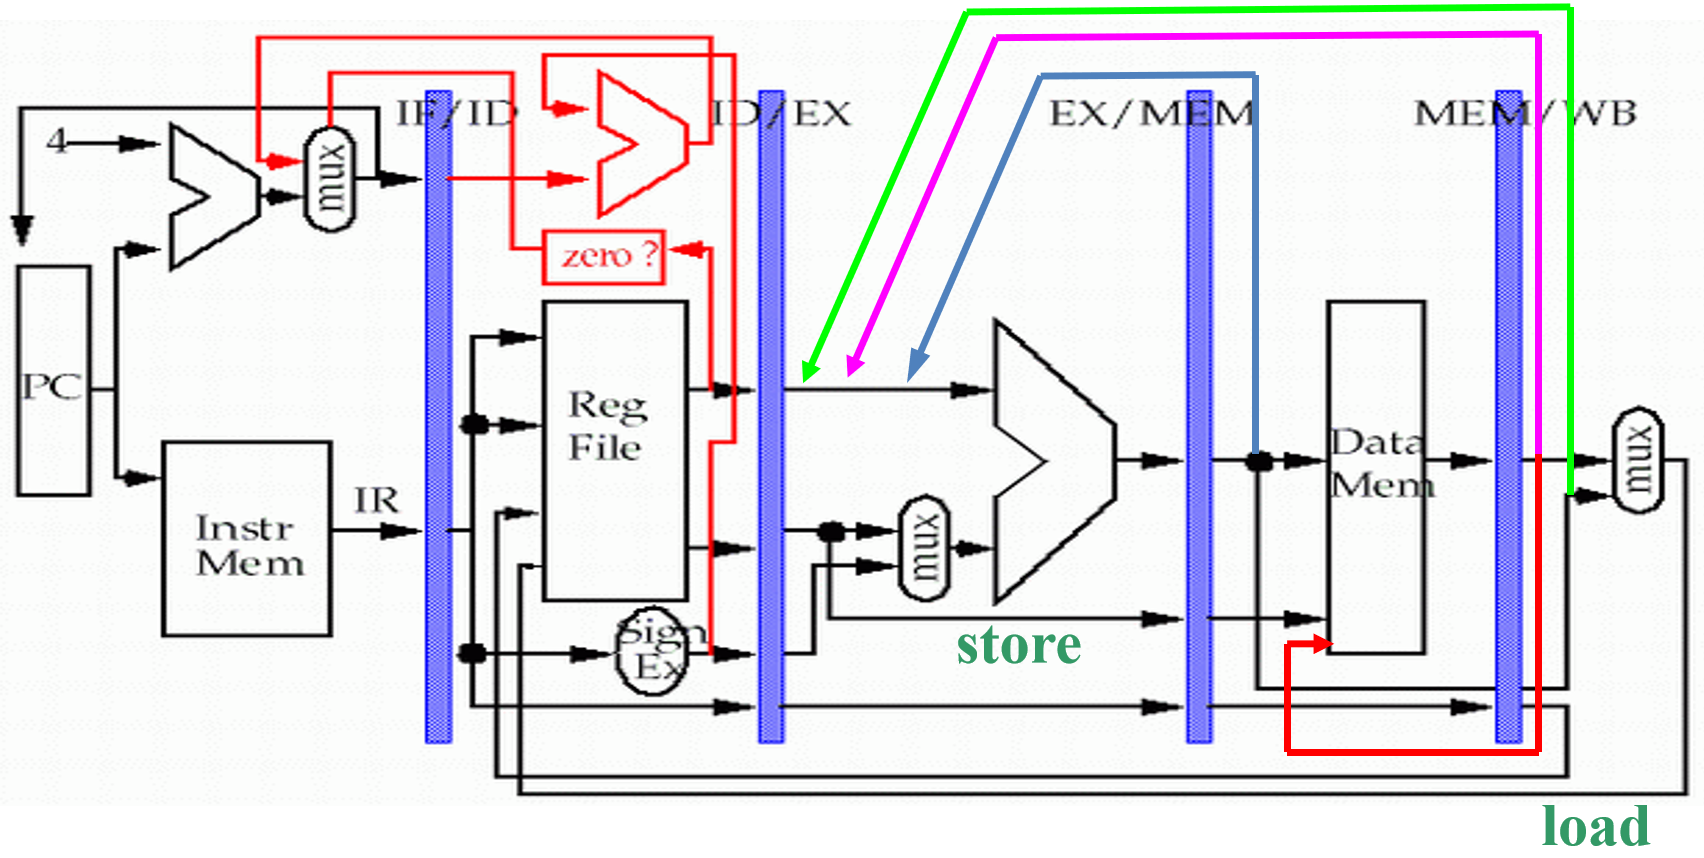 IF/ID
ID/EX
EX/MEM
MEM/WB
4
mux
zero ?
PC
Reg
File
Data
Mem
mux
IR
Instr
Mem
mux
Sign
Ex
store
load